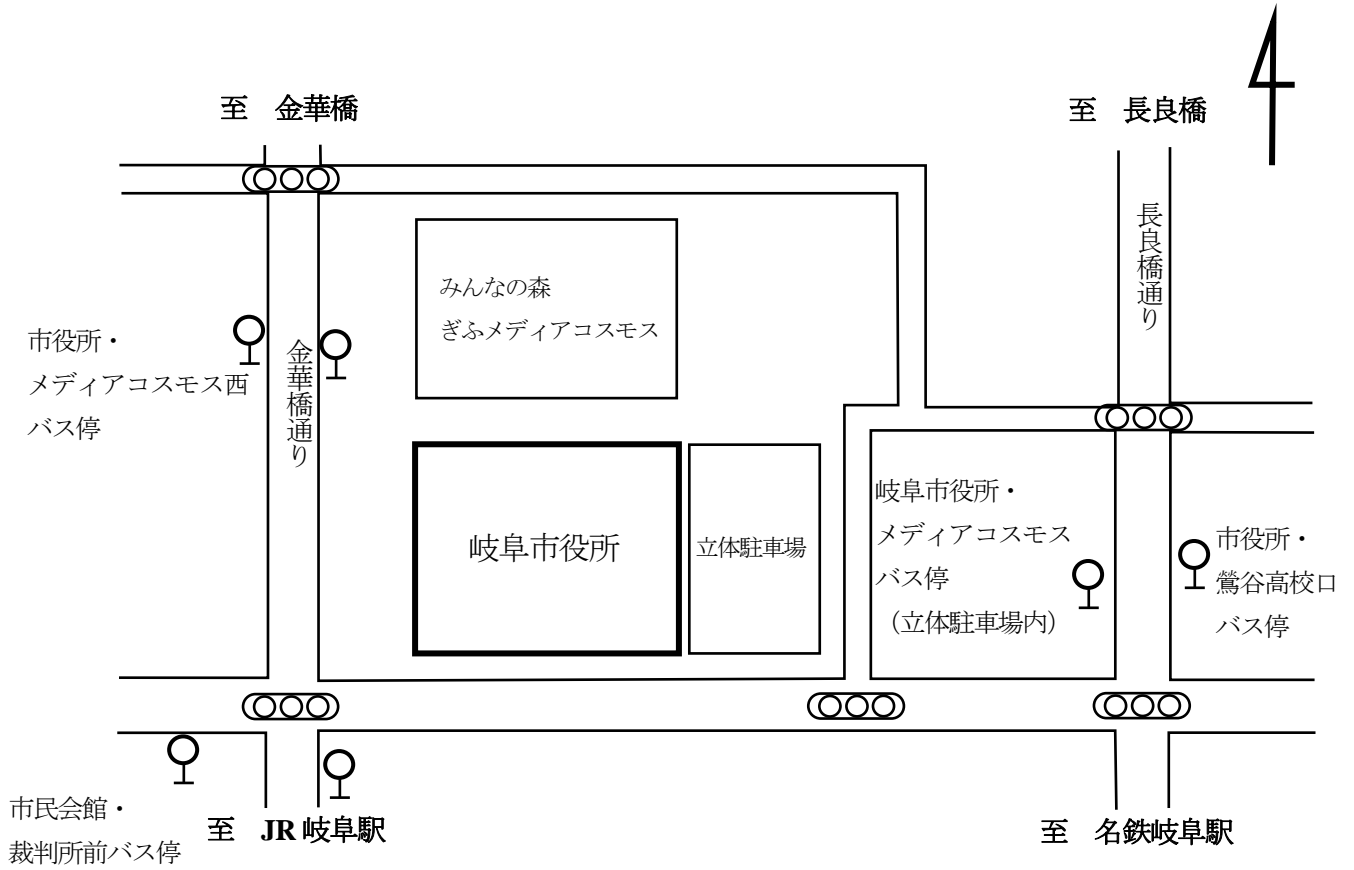 至 金華橋
至 長良橋
長良橋通り
みんなの森
ぎふメディアコスモス
市役所・
メディアコスモス西
バス停
金華橋通り
岐阜市役所
立体駐車場
岐阜市役所・
メディアコスモス
バス停
(立体駐車場内)
市役所・
鶯谷高校口
バス停
市民会館・
裁判所前バス停
至 JR岐阜駅
至 名鉄岐阜駅